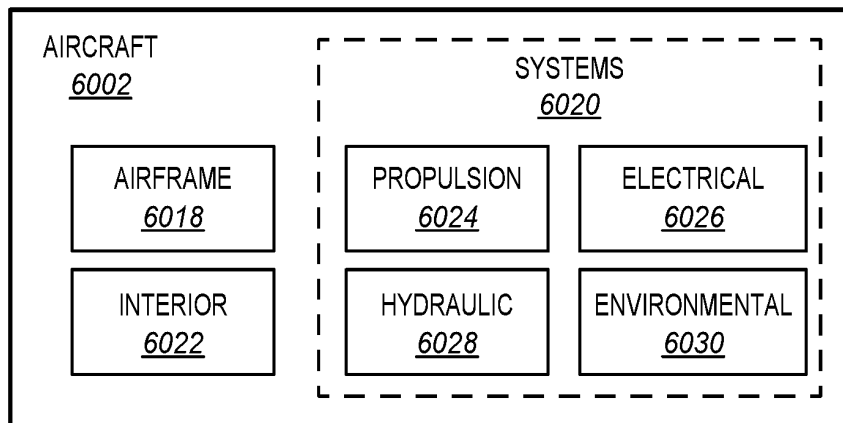 AIRCRAFT
6002
SYSTEMS
6020
AIRFRAME
6018
PROPULSION
6024
ELECTRICAL
6026
INTERIOR
6022
HYDRAULIC
6028
ENVIRONMENTAL
6030